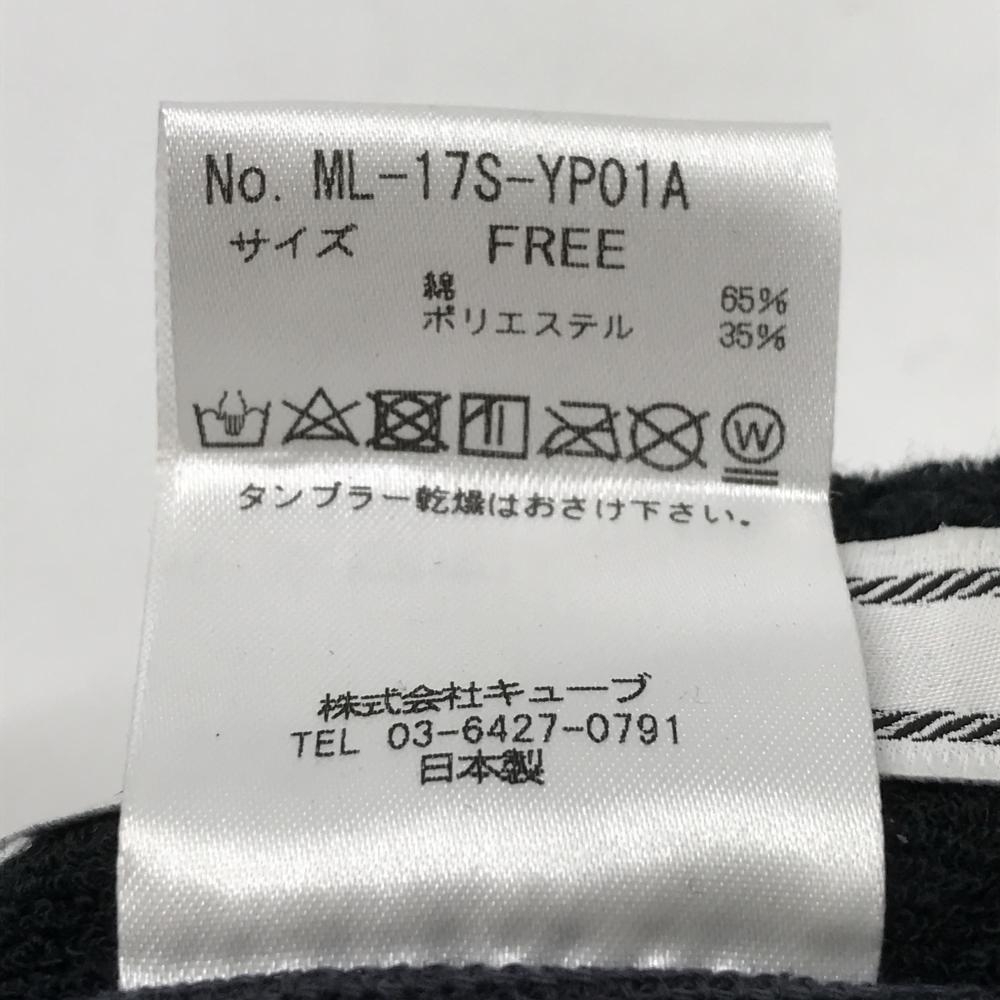 No. ML-17S-YP01A
サイズ FREE
綿 65%
ポリエステル 35%
W
タンブラー乾燥はおさけ下さい。
株式会社キューブ
TEL 03-6427-0791
日本製